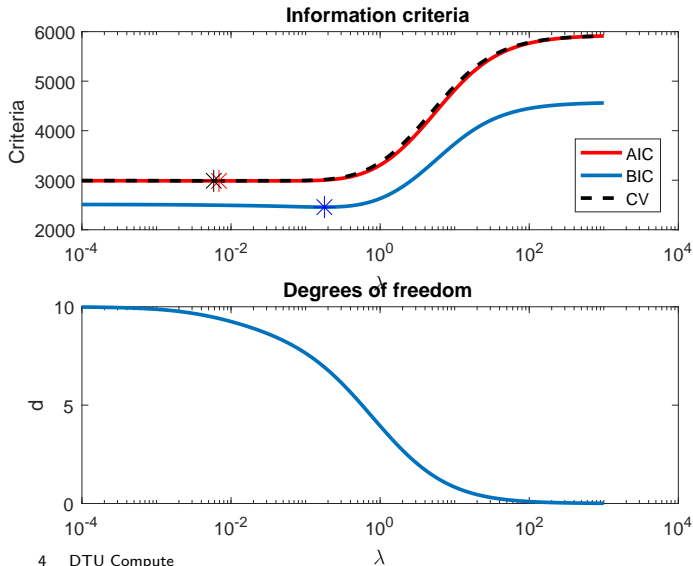 Information criteria
6000
5000
4000
3000
2000
Criteria
AIC
BIC
CV
10^-4
10^-2
10^0
10^2
10^4
λ
Degrees of freedom
10
5
0
d
10^-4
10^-2
10^0
10^2
10^4
λ
4 DTU Compute